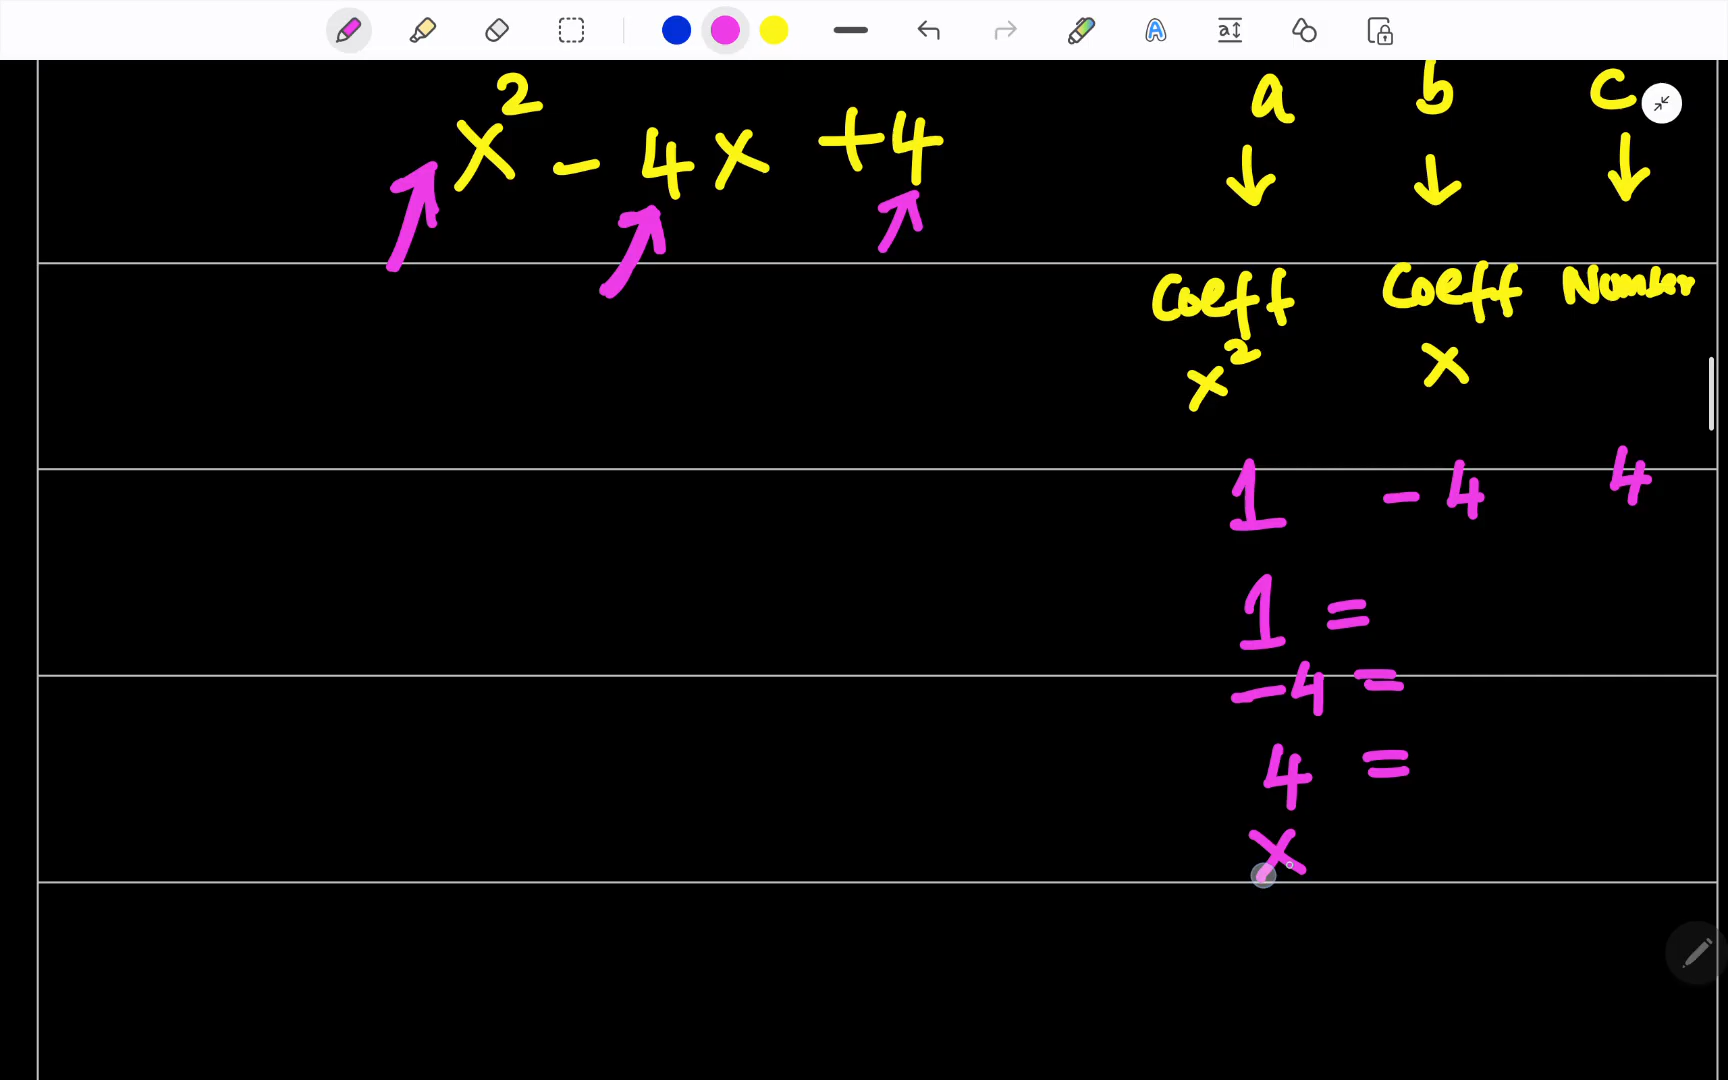 a b c
x² - 4x + 4
↓ ↓ ↓
Coeff Coeff Number
x² x
1 - 4 4
1 =
- 4 =
4 =
x